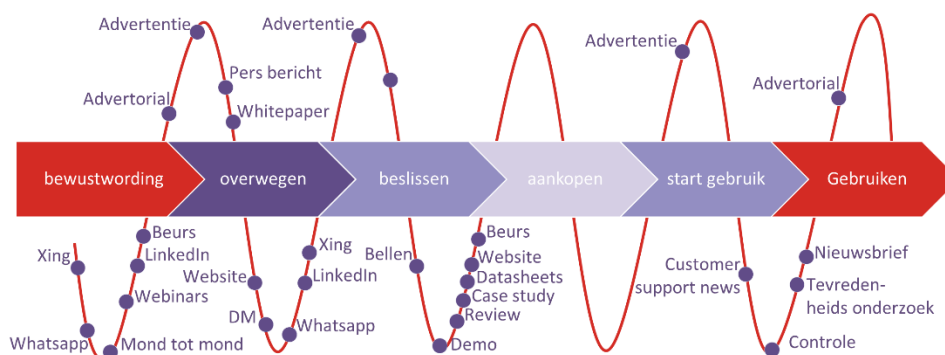 Advertentie
Advertentie
Advertentie
Pers bericht
Advertorial
Whitepaper
Advertorial
bewustwording
overwegen
beslissen
aankopen
start gebruik
Gebruiken
Xing
Beurs
LinkedIn
Webinars
Whatsapp
Mond tot mond
Website
DM
Xing
LinkedIn
Whatsapp
Bellen
Beurs
Website
Datasheets
Case study
Review
Demo
Customer
support news
Nieuwsbrief
Tevreden-
heids onderzoek
Controle